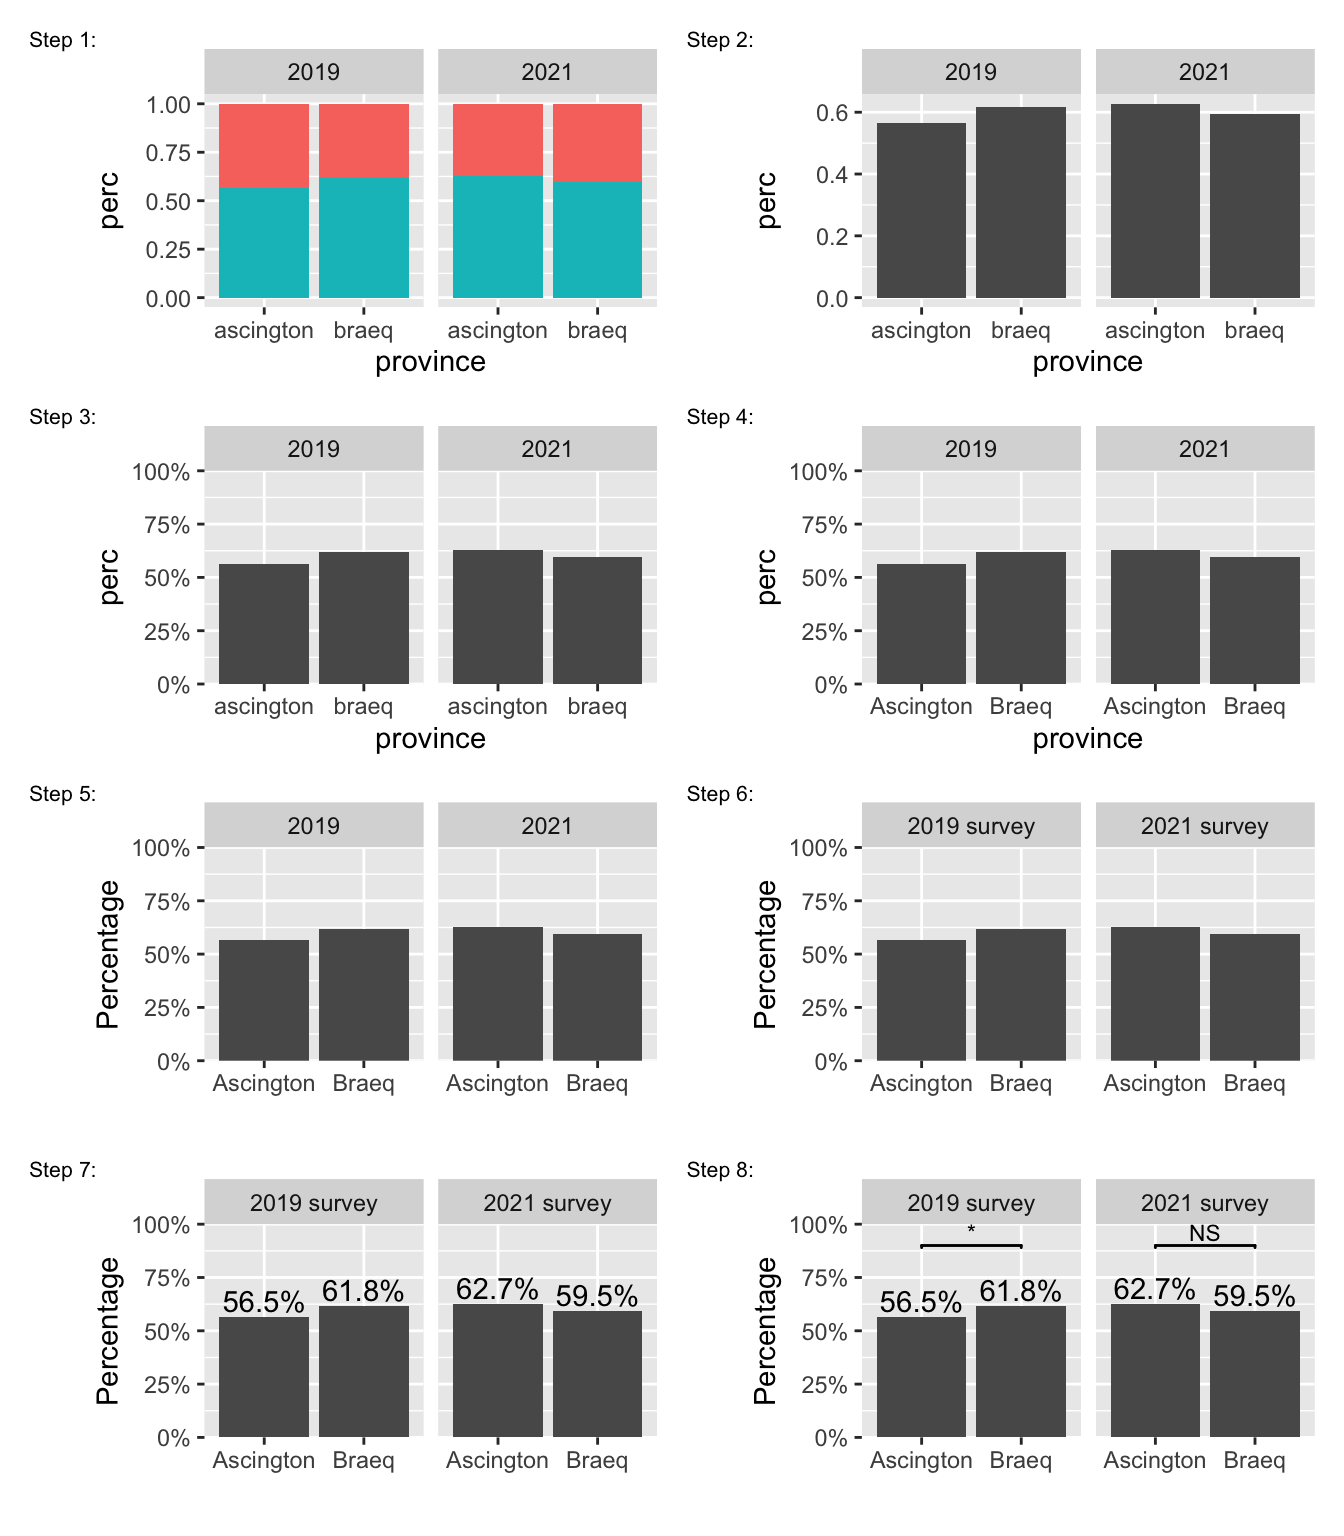 Step 1:
2019 2021
1.00
0.75
0.50
0.25
0.00
perc
ascington braeq ascington braeq
province
Step 2:
2019 2021
0.6
0.4
0.2
0.0
perc
ascington braeq ascington braeq
province
Step 3:
2019 2021
100%
75%
50%
25%
0%
perc
ascington braeq ascington braeq
province
Step 4:
2019 2021
100%
75%
50%
25%
0%
perc
Ascington Braeq Ascington Braeq
province
Step 5:
2019 2021
100%
75%
50%
25%
0%
Percentage
Ascington Braeq Ascington Braeq
Step 6:
2019 survey 2021 survey
100%
75%
50%
25%
0%
Percentage
Ascington Braeq Ascington Braeq
Step 7:
2019 survey 2021 survey
100%
75%
50%
25%
0%
Percentage
56.5% 61.8% 62.7% 59.5%
Ascington Braeq Ascington Braeq
Step 8:
2019 survey 2021 survey
100%
75%
50%
25%
0%
Percentage
* NS
56.5% 61.8% 62.7% 59.5%
Ascington Braeq Ascington Braeq